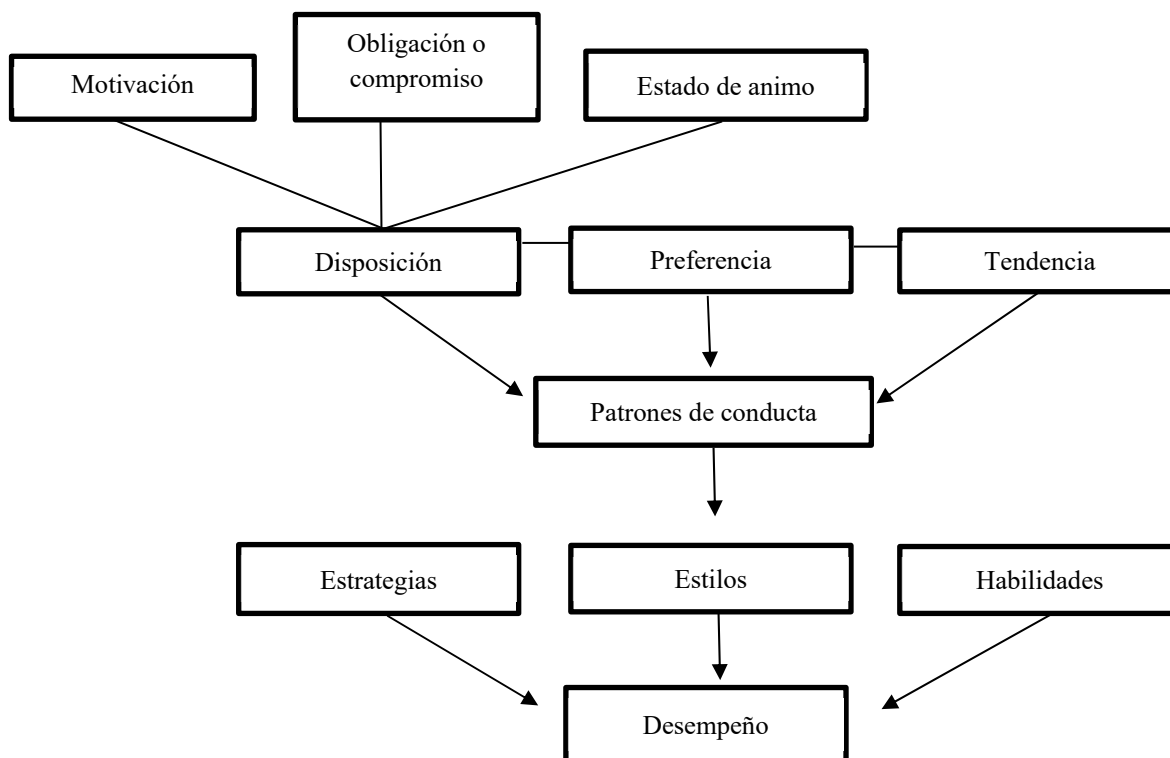 Motivación
Obligación o
compromiso
Estado de animo
Disposición
Preferencia
Tendencia
Patrones de conducta
Estrategias
Estilos
Habilidades
Desempeño